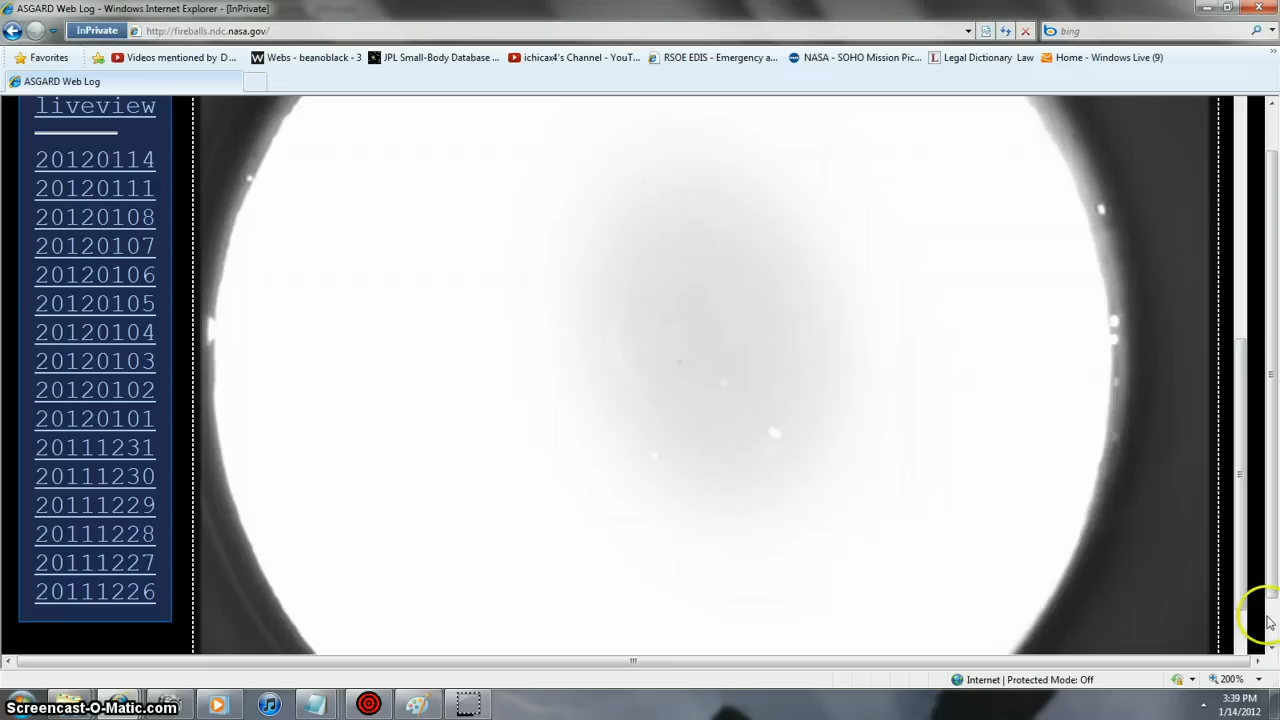 ASGARD Web Log - Windows Internet Explorer - [InPrivate]
InPrivate http://fireballs.ndc.nasa.gov/ bing
Favorites Videos mentioned by D... Webs - beanoblack - 3 JPL Small-Body Database ... ichicax4's Channel - YouT... RSOE EDIS - Emergency a... NASA - SOHO Mission Pic... Legal Dictionary Law Home - Windows Live (9)
ASGARD Web Log
liveview
20120114
20120111
20120108
20120107
20120106
20120105
20120104
20120103
20120102
20120101
20111231
20111230
20111229
20111228
20111227
20111226
Internet | Protected Mode: Off 200%
Screencast-O-Matic.com
3:39 PM
1/14/2012